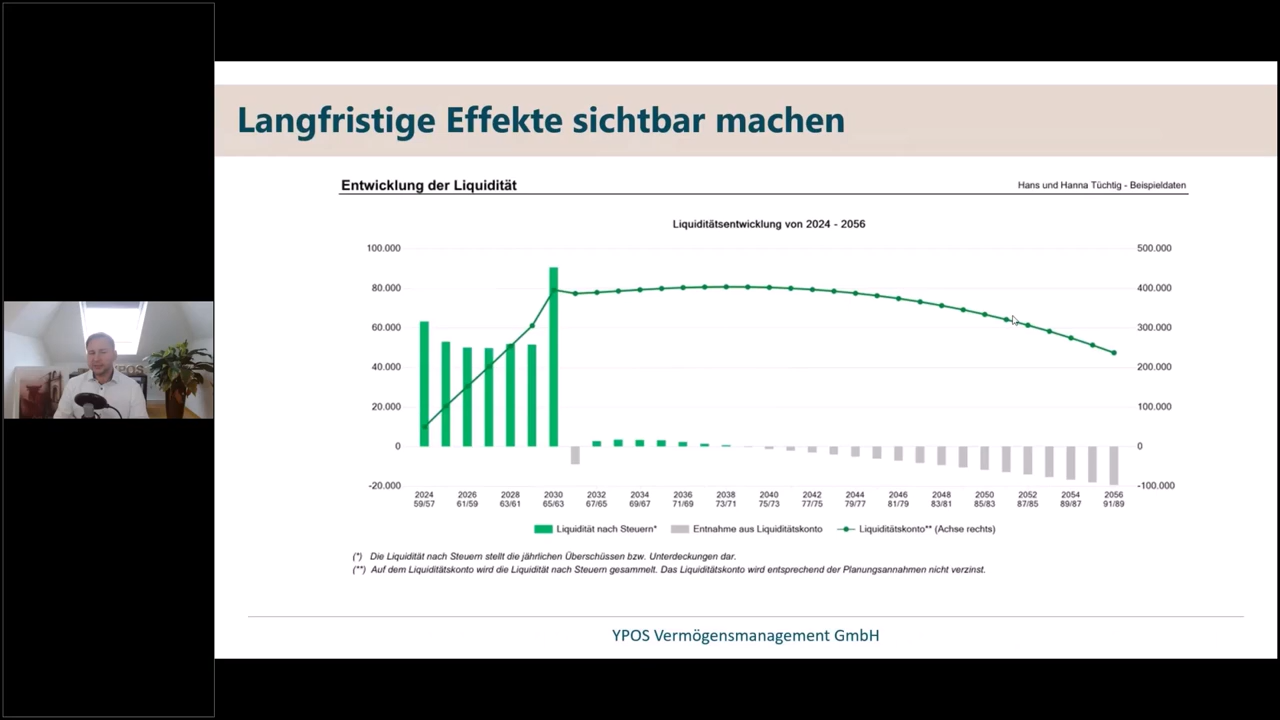 Langfristige Effekte sichtbar machen
Entwicklung der Liquidität
Hans und Hanna Tüchtig - Beispieldaten
Liquiditätsentwicklung von 2024 - 2056
100.000 500.000
80.000 400.000
60.000 300.000
40.000 200.000
20.000 100.000
0 0
-20.000 -100.000
2024 2026 2028 2030 2032 2034 2036 2038 2040 2042 2044 2046 2048 2050 2052 2054 2056
59/57 61/59 63/61 65/63 67/65 69/67 71/69 73/71 75/73 77/75 79/77 81/79 83/81 85/83 87/85 89/87 91/89
Liquidität nach Steuern* Entnahme aus Liquiditätskonto Liquiditätskonto** (Achse rechts)
(*) Die Liquidität nach Steuern stellt die jährlichen Überschüssen bzw. Unterdeckungen dar.
(**) Auf dem Liquiditätskonto wird die Liquidität nach Steuern gesammelt. Das Liquiditätskonto wird entsprechend der Planungsannahmen nicht verzinst.
YPOS Vermögensmanagement GmbH